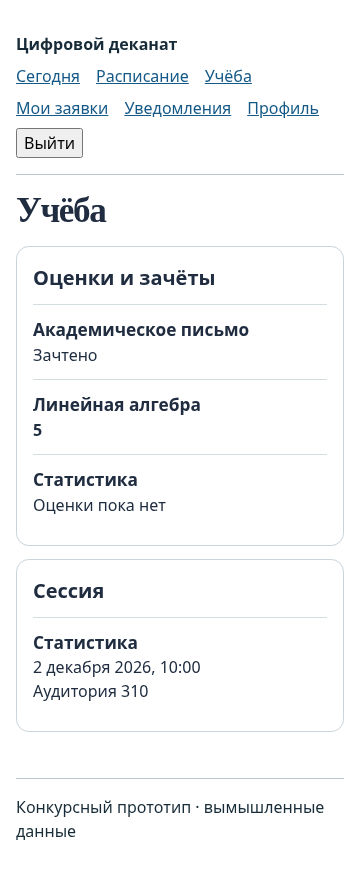 Цифровой деканат
Сегодня Расписание Учёба
Мои заявки Уведомления Профиль
Выйти
Учёба
Оценки и зачёты
Академическое письмо
Зачтено
Линейная алгебра
5
Статистика
Оценки пока нет
Сессия
Статистика
2 декабря 2026, 10:00
Аудитория 310
Конкурсный прототип · вымышленные
данные